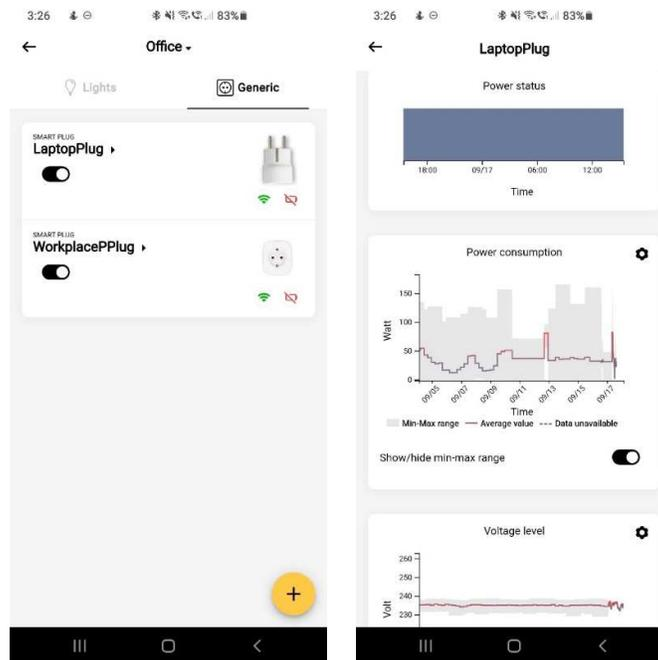 3:26
83%
Office
Lights
Generic
SMART PLUG
LaptopPlug
SMART PLUG
WorkplacePPlug
+
3:26
83%
LaptopPlug
Power status
18:00 09/17 06:00 12:00
Time
Power consumption
Watt
150
100
50
0
09/05 09/07 09/09 09/11 09/13 09/15 09/17
Time
Min-Max range Average value Data unavailable
Show/hide min-max range
Voltage level
Volt
260
250
240
230